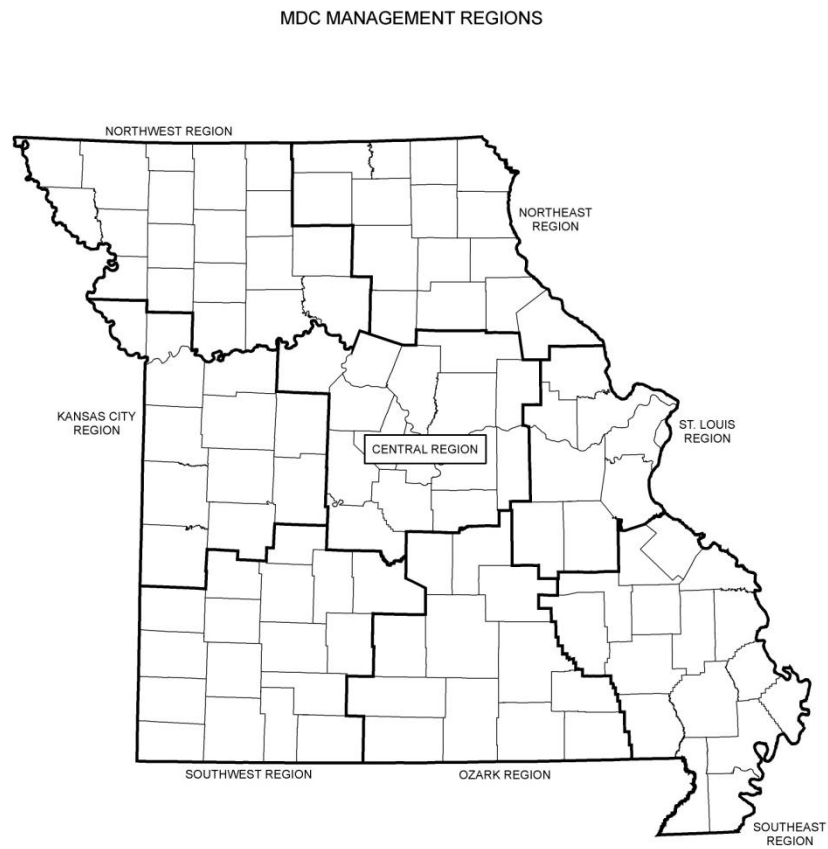 MDC MANAGEMENT REGIONS
NORTHWEST REGION
NORTHEAST
REGION
KANSAS CITY
REGION
CENTRAL REGION
ST. LOUIS
REGION
SOUTHWEST REGION
OZARK REGION
SOUTHEAST
REGION